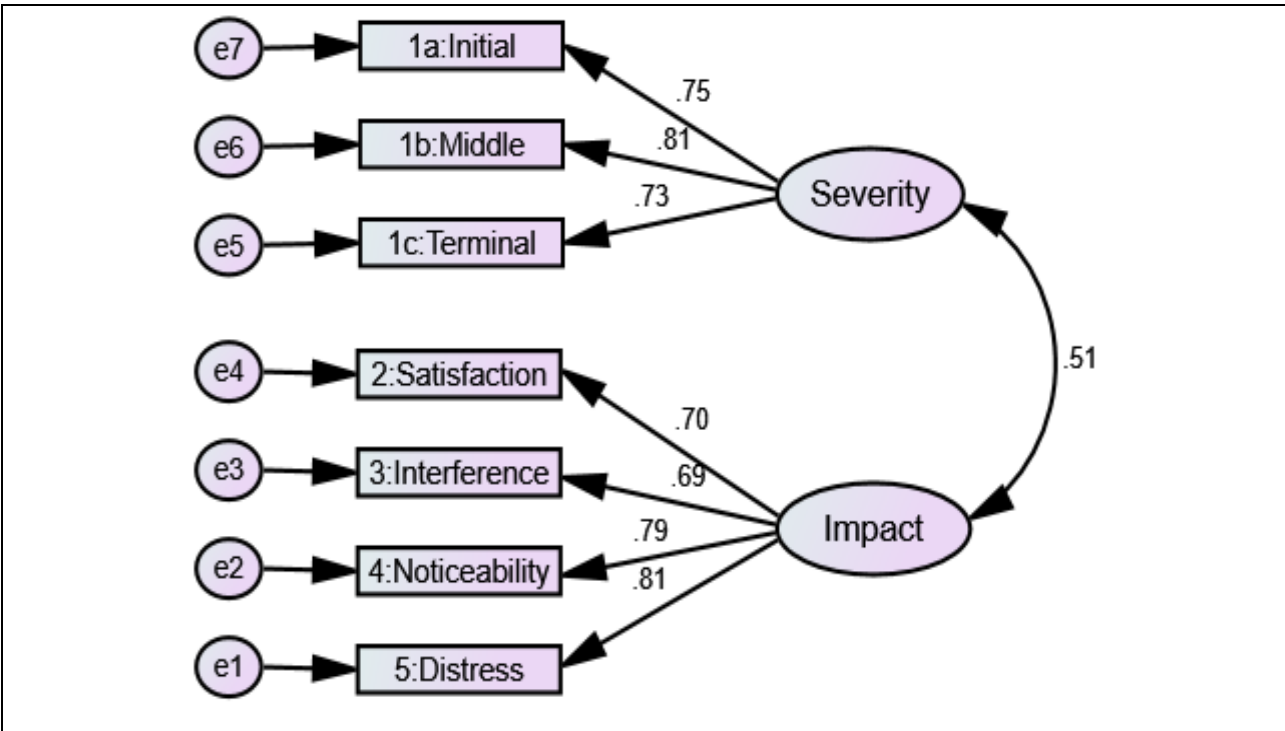 e7
1a:Initial
.75
e6
1b:Middle
.81
Severity
e5
1c:Terminal
.73
.51
e4
2:Satisfaction
.70
e3
3:Interference
.69
Impact
e2
4:Noticeability
.79
e1
5:Distress
.81